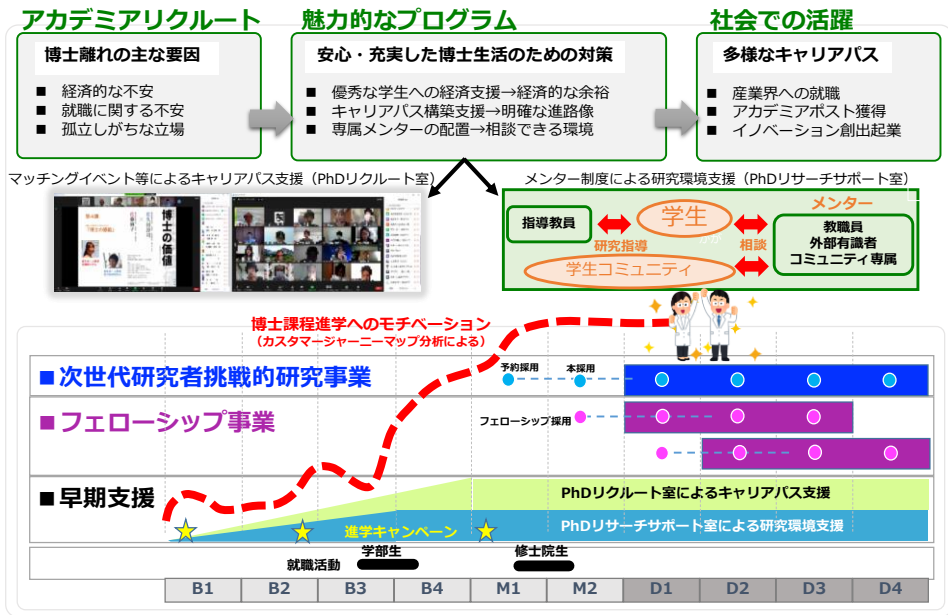 アカデミアリクルート
魅力的なプログラム
社会での活躍
博士離れの主な要因
■ 経済的な不安
■ 就職に関する不安
■ 孤立しがちな立場
安心・充実した博士生活のための対策
■ 優秀な学生への経済支援→経済的な余裕
■ キャリアパス構築支援→明確な進路像
■ 専属メンターの配置→相談できる環境
多様なキャリアパス
■ 産業界への就職
■ アカデミアポスト獲得
■ イノベーション創出起業
マッチングイベント等によるキャリアパス支援（PhDリクルート室）
メンター制度による研究環境支援（PhDリサーチサポート室）
博士の価値
指導教員
学生
研究指導
相談
学生コミュニティ
メンター
教職員
外部有識者
コミュニティ専属
博士課程進学へのモチベーション
（カスタマージャーニーマップ分析による）
■次世代研究者挑戦的研究事業
予約採用
本採用
■フェローシップ事業
フェローシップ採用
■早期支援
PhDリクルート室によるキャリアパス支援
進学キャンペーン
PhDリサーチサポート室による研究環境支援
就職活動
学部生
修士院生
B1 B2 B3 B4 M1 M2 D1 D2 D3 D4